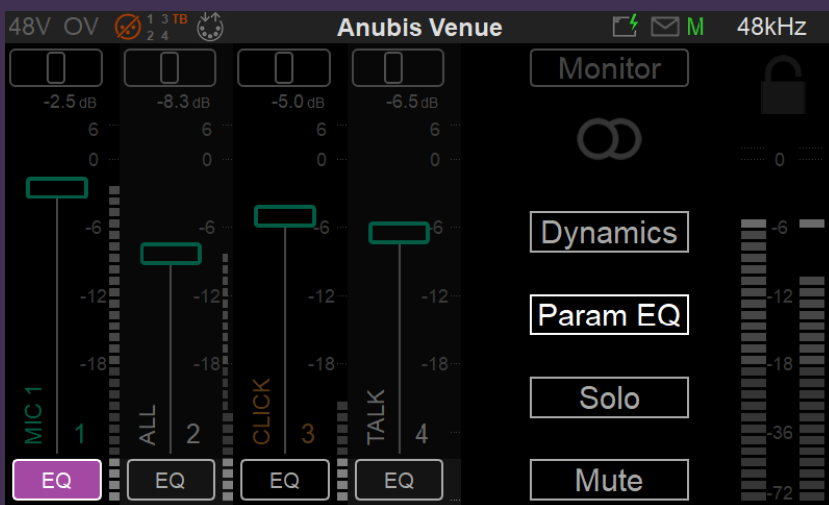 48V OV 1 3 TB 2 4 Anubis Venue M 48kHz
Monitor
-2.5 dB -8.3 dB -5.0 dB -6.5 dB
6 6 6 6
0 0 0 0 0
-6 -6 -6 -6 -6
Dynamics
-12 -12 -12 -12 -12
Param EQ
-18 -18 -18 -18 -18
Solo
MIC 1 1 ALL 2 CLICK 3 TALK 4 -36
EQ EQ EQ EQ Mute
-72